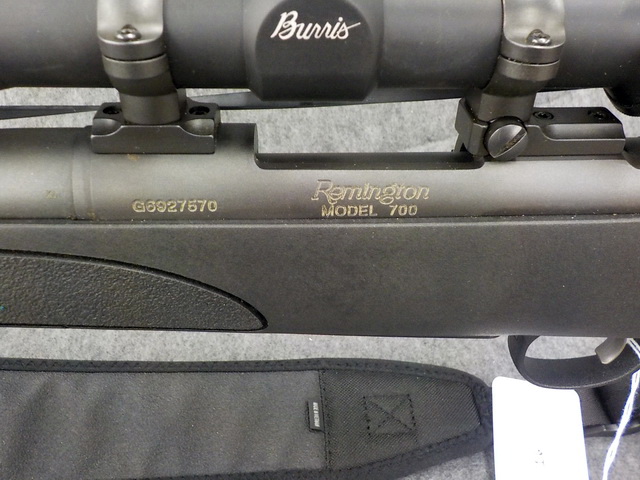 Burris
G6927570
Remington
MODEL 700